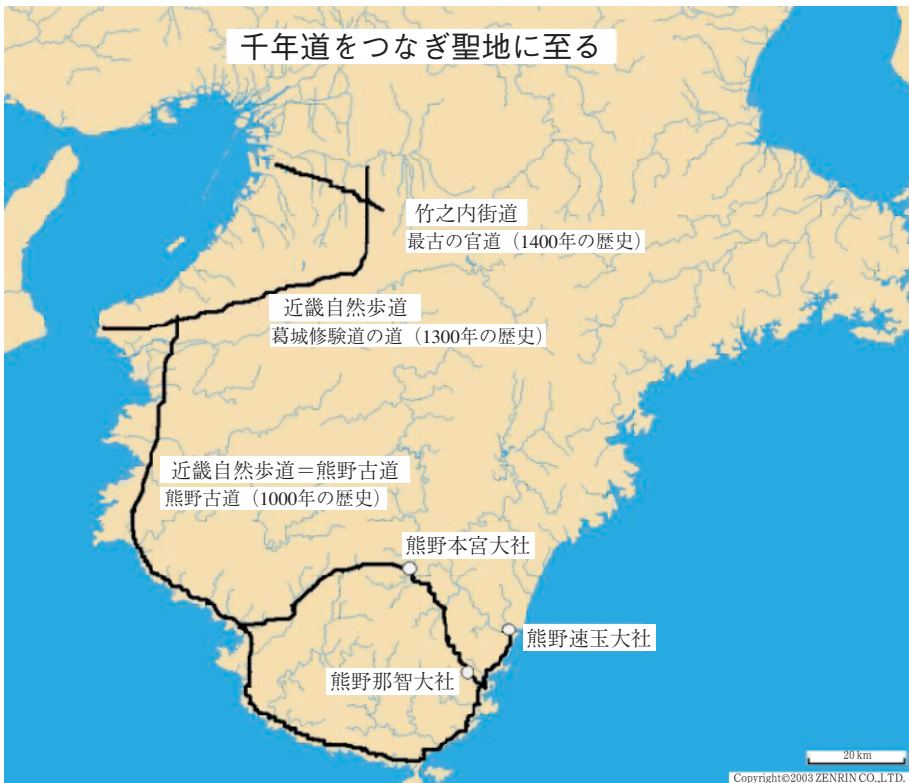 千年道をつなぎ聖地に至る
竹之内街道
最古の官道（1400年の歴史）
近畿自然歩道
葛城修験道の道（1300年の歴史）
近畿自然歩道＝熊野古道
熊野古道（1000年の歴史）
熊野本宮大社
熊野速玉大社
熊野那智大社
20 km
Copyright©2003 ZENRIN CO.,LTD.